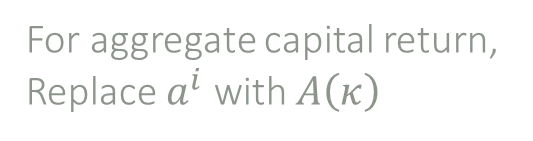 For aggregate capital return,
Replace 𝑎ⁱ with 𝐴(𝜅)